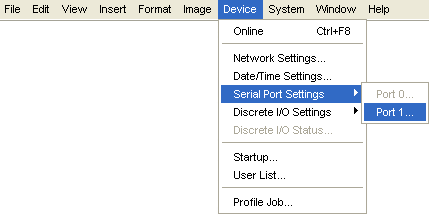 File Edit View Insert Format Image Device System Window Help
Online Ctrl+F8
Network Settings...
Date/Time Settings...
Serial Port Settings Port 0...
Discrete I/O Settings Port 1...
Discrete I/O Status...
Startup...
User List...
Profile Job...